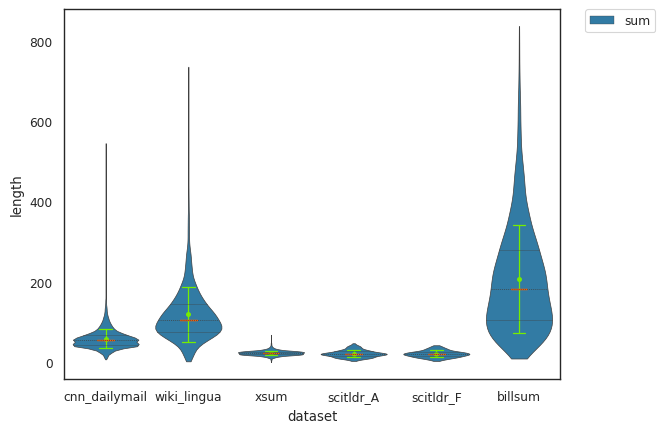 sum
800
600
400
200
0
length
cnn_dailymail wiki_lingua xsum scitldr_A scitldr_F billsum
dataset